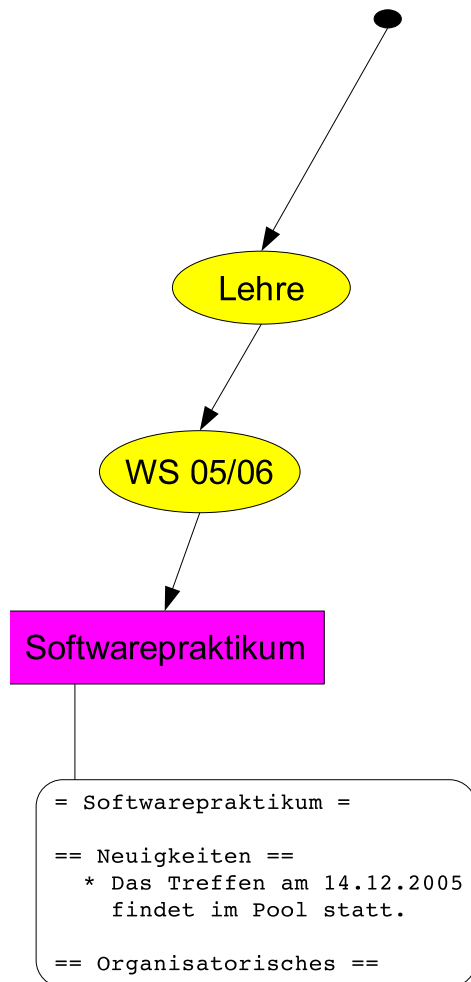 Lehre
WS 05/06
Softwarepraktikum
= Softwarepraktikum =
== Neuigkeiten ==
* Das Treffen am 14.12.2005
findet im Pool statt.
== Organisatorisches ==